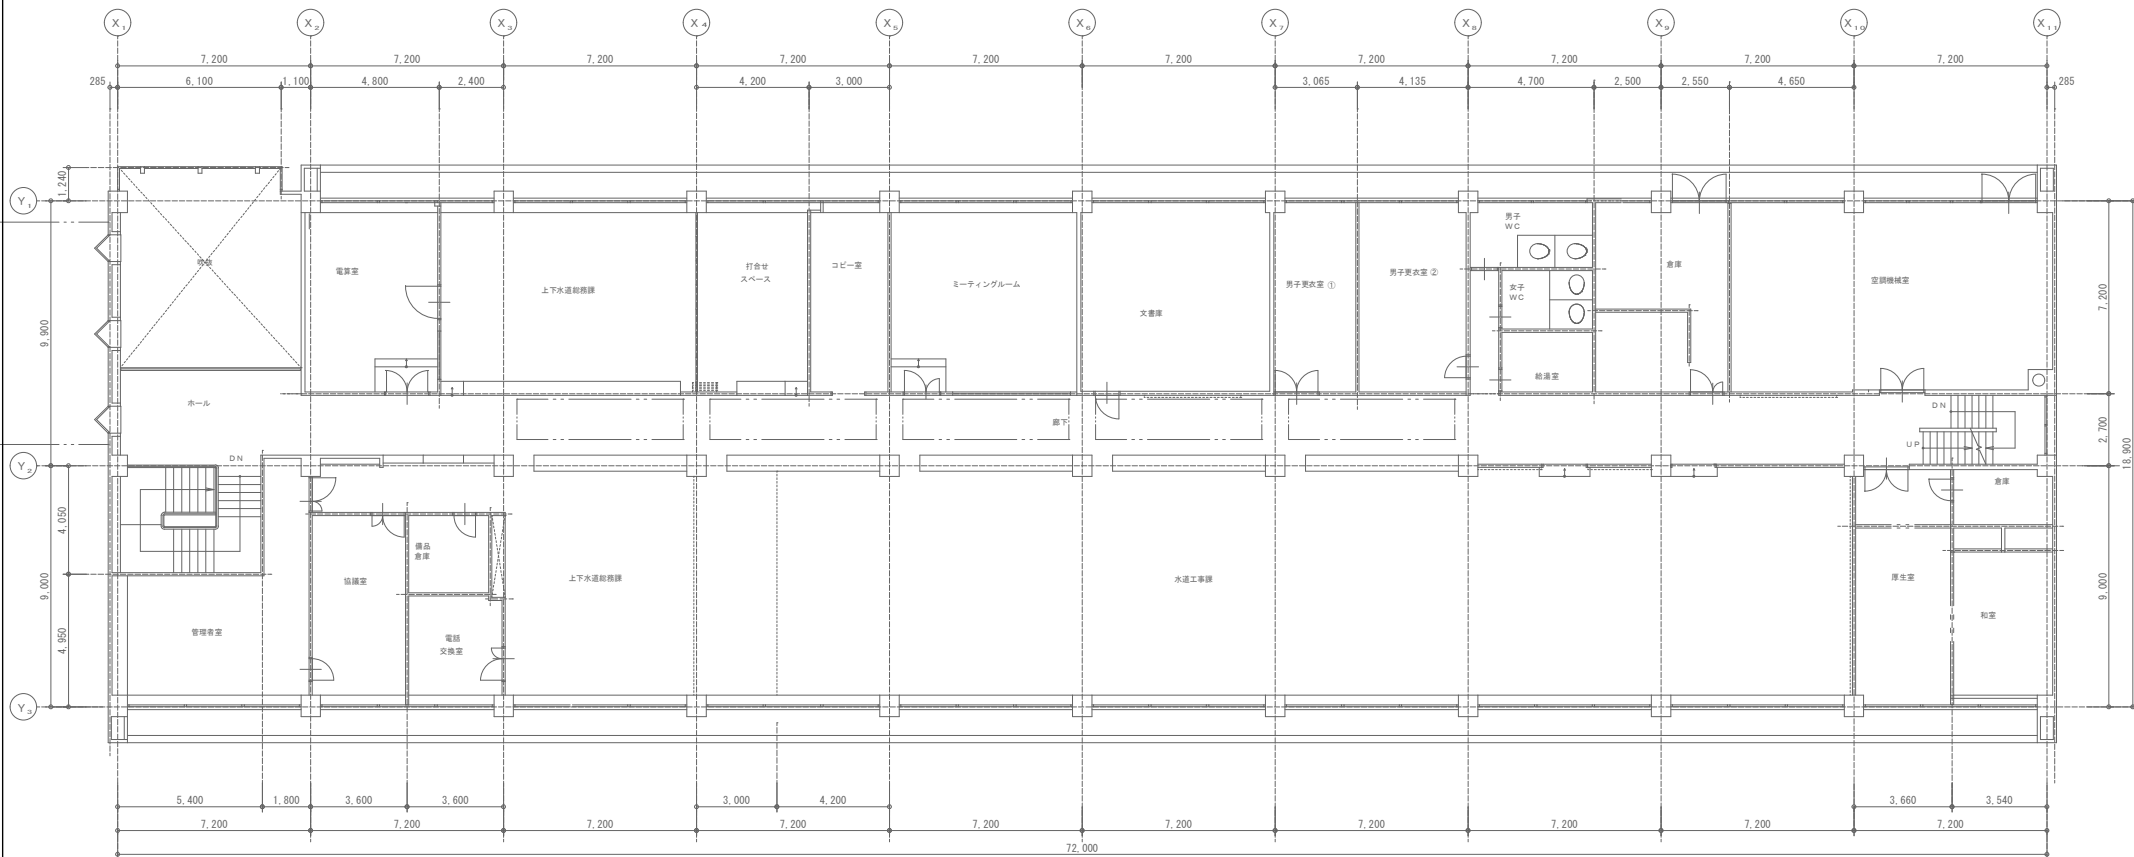 X1 X2 X3 X4 X5 X6 X7 X8 X9 X10 X11
7,200 7,200 7,200 7,200 7,200 7,200 7,200 7,200 7,200 7,200
285 6,100 1,100 4,800 2,400 4,200 3,000 3,065 4,135 4,700 2,500 2,550 4,650 285
1,240
Y1
9,900
7,200
2,700
18,900
吹抜
電算室
上下水道総務課
打合せ
スペース
コピー室
ミーティングルーム
文書庫
男子更衣室 ①
男子更衣室 ②
男子
WC
女子
WC
給湯室
倉庫
空調機械室
ホール
廊下
DN
UP
DN
Y2
4,050
9,000
4,950
9,000
備品
倉庫
協議室
上下水道総務課
水道工事課
倉庫
厚生室
和室
管理者室
電話
交換室
Y3
5,400 1,800 3,600 3,600 3,000 4,200 3,660 3,540
7,200 7,200 7,200 7,200 7,200 7,200 7,200 7,200 7,200 7,200
72,000